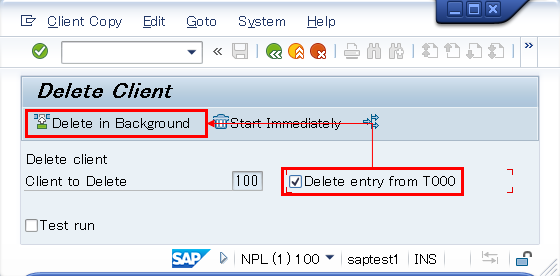 Client Copy Edit Goto System Help
Delete Client
Delete in Background Start Immediately
Delete client
Client to Delete 100 Delete entry from T000
Test run
SAP NPL (1) 100 saptest1 INS